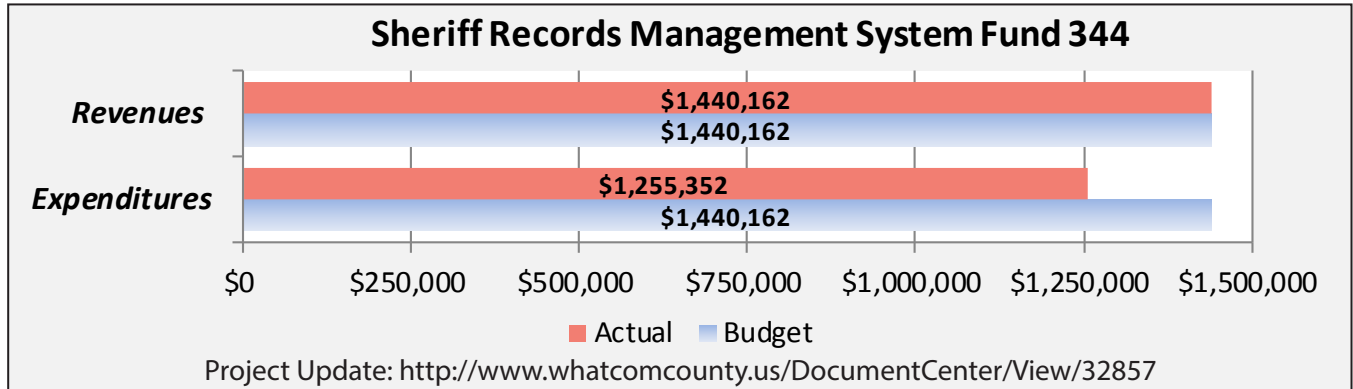 Sheriff Records Management System Fund 344
Revenues
$1,440,162
$1,440,162
Expenditures
$1,255,352
$1,440,162
$0 $250,000 $500,000 $750,000 $1,000,000 $1,250,000 $1,500,000
Actual Budget
Project Update: http://www.whatcomcounty.us/DocumentCenter/View/32857